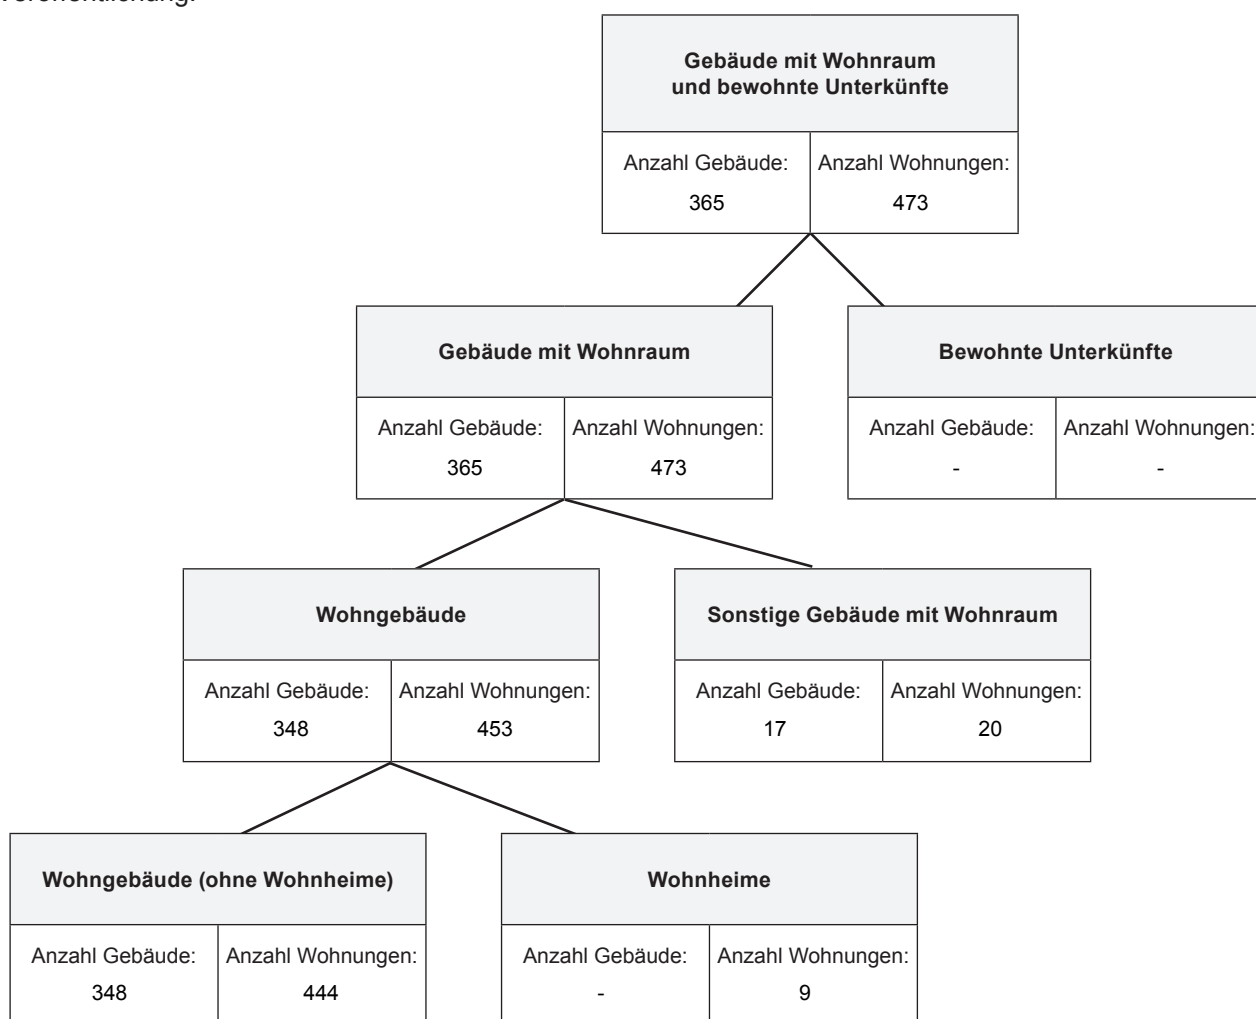 Veröffentlichung.
Gebäude mit Wohnraum
und bewohnte Unterkünfte
Anzahl Gebäude: Anzahl Wohnungen:
365 473
Gebäude mit Wohnraum
Anzahl Gebäude: Anzahl Wohnungen:
365 473
Bewohnte Unterkünfte
Anzahl Gebäude: Anzahl Wohnungen:
- -
Wohngebäude
Anzahl Gebäude: Anzahl Wohnungen:
348 453
Sonstige Gebäude mit Wohnraum
Anzahl Gebäude: Anzahl Wohnungen:
17 20
Wohngebäude (ohne Wohnheime)
Anzahl Gebäude: Anzahl Wohnungen:
348 444
Wohnheime
Anzahl Gebäude: Anzahl Wohnungen:
- 9